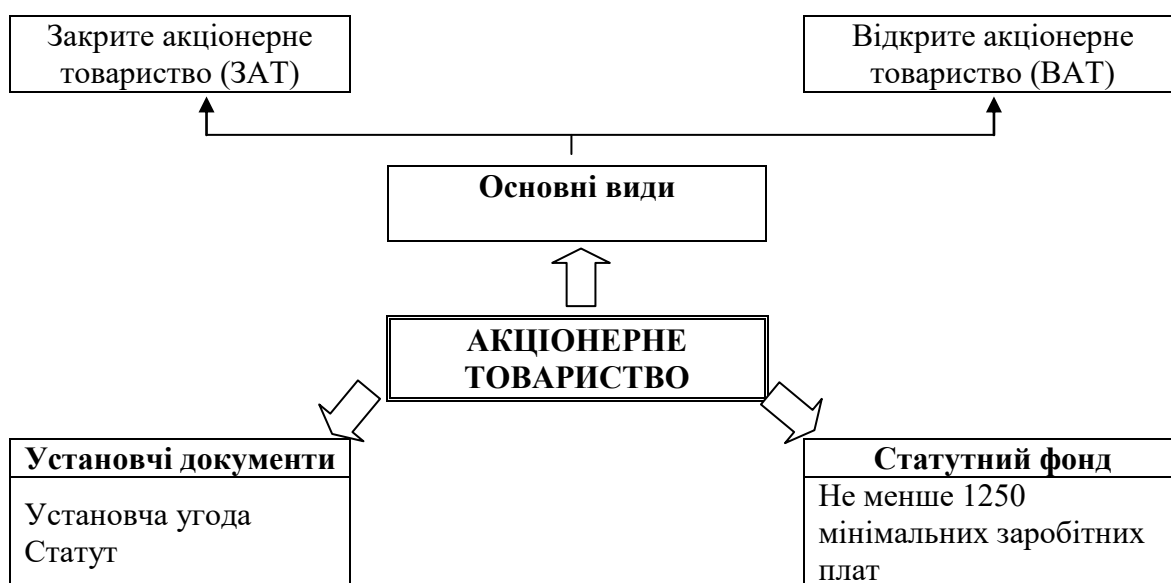 Закрите акціонерне
товариство (ЗАТ)
Відкрите акціонерне
товариство (ВАТ)
Основні види
АКЦІОНЕРНЕ
ТОВАРИСТВО
Установчі документи
Установча угода
Статут
Статутний фонд
Не менше 1250
мінімальних заробітних
плат